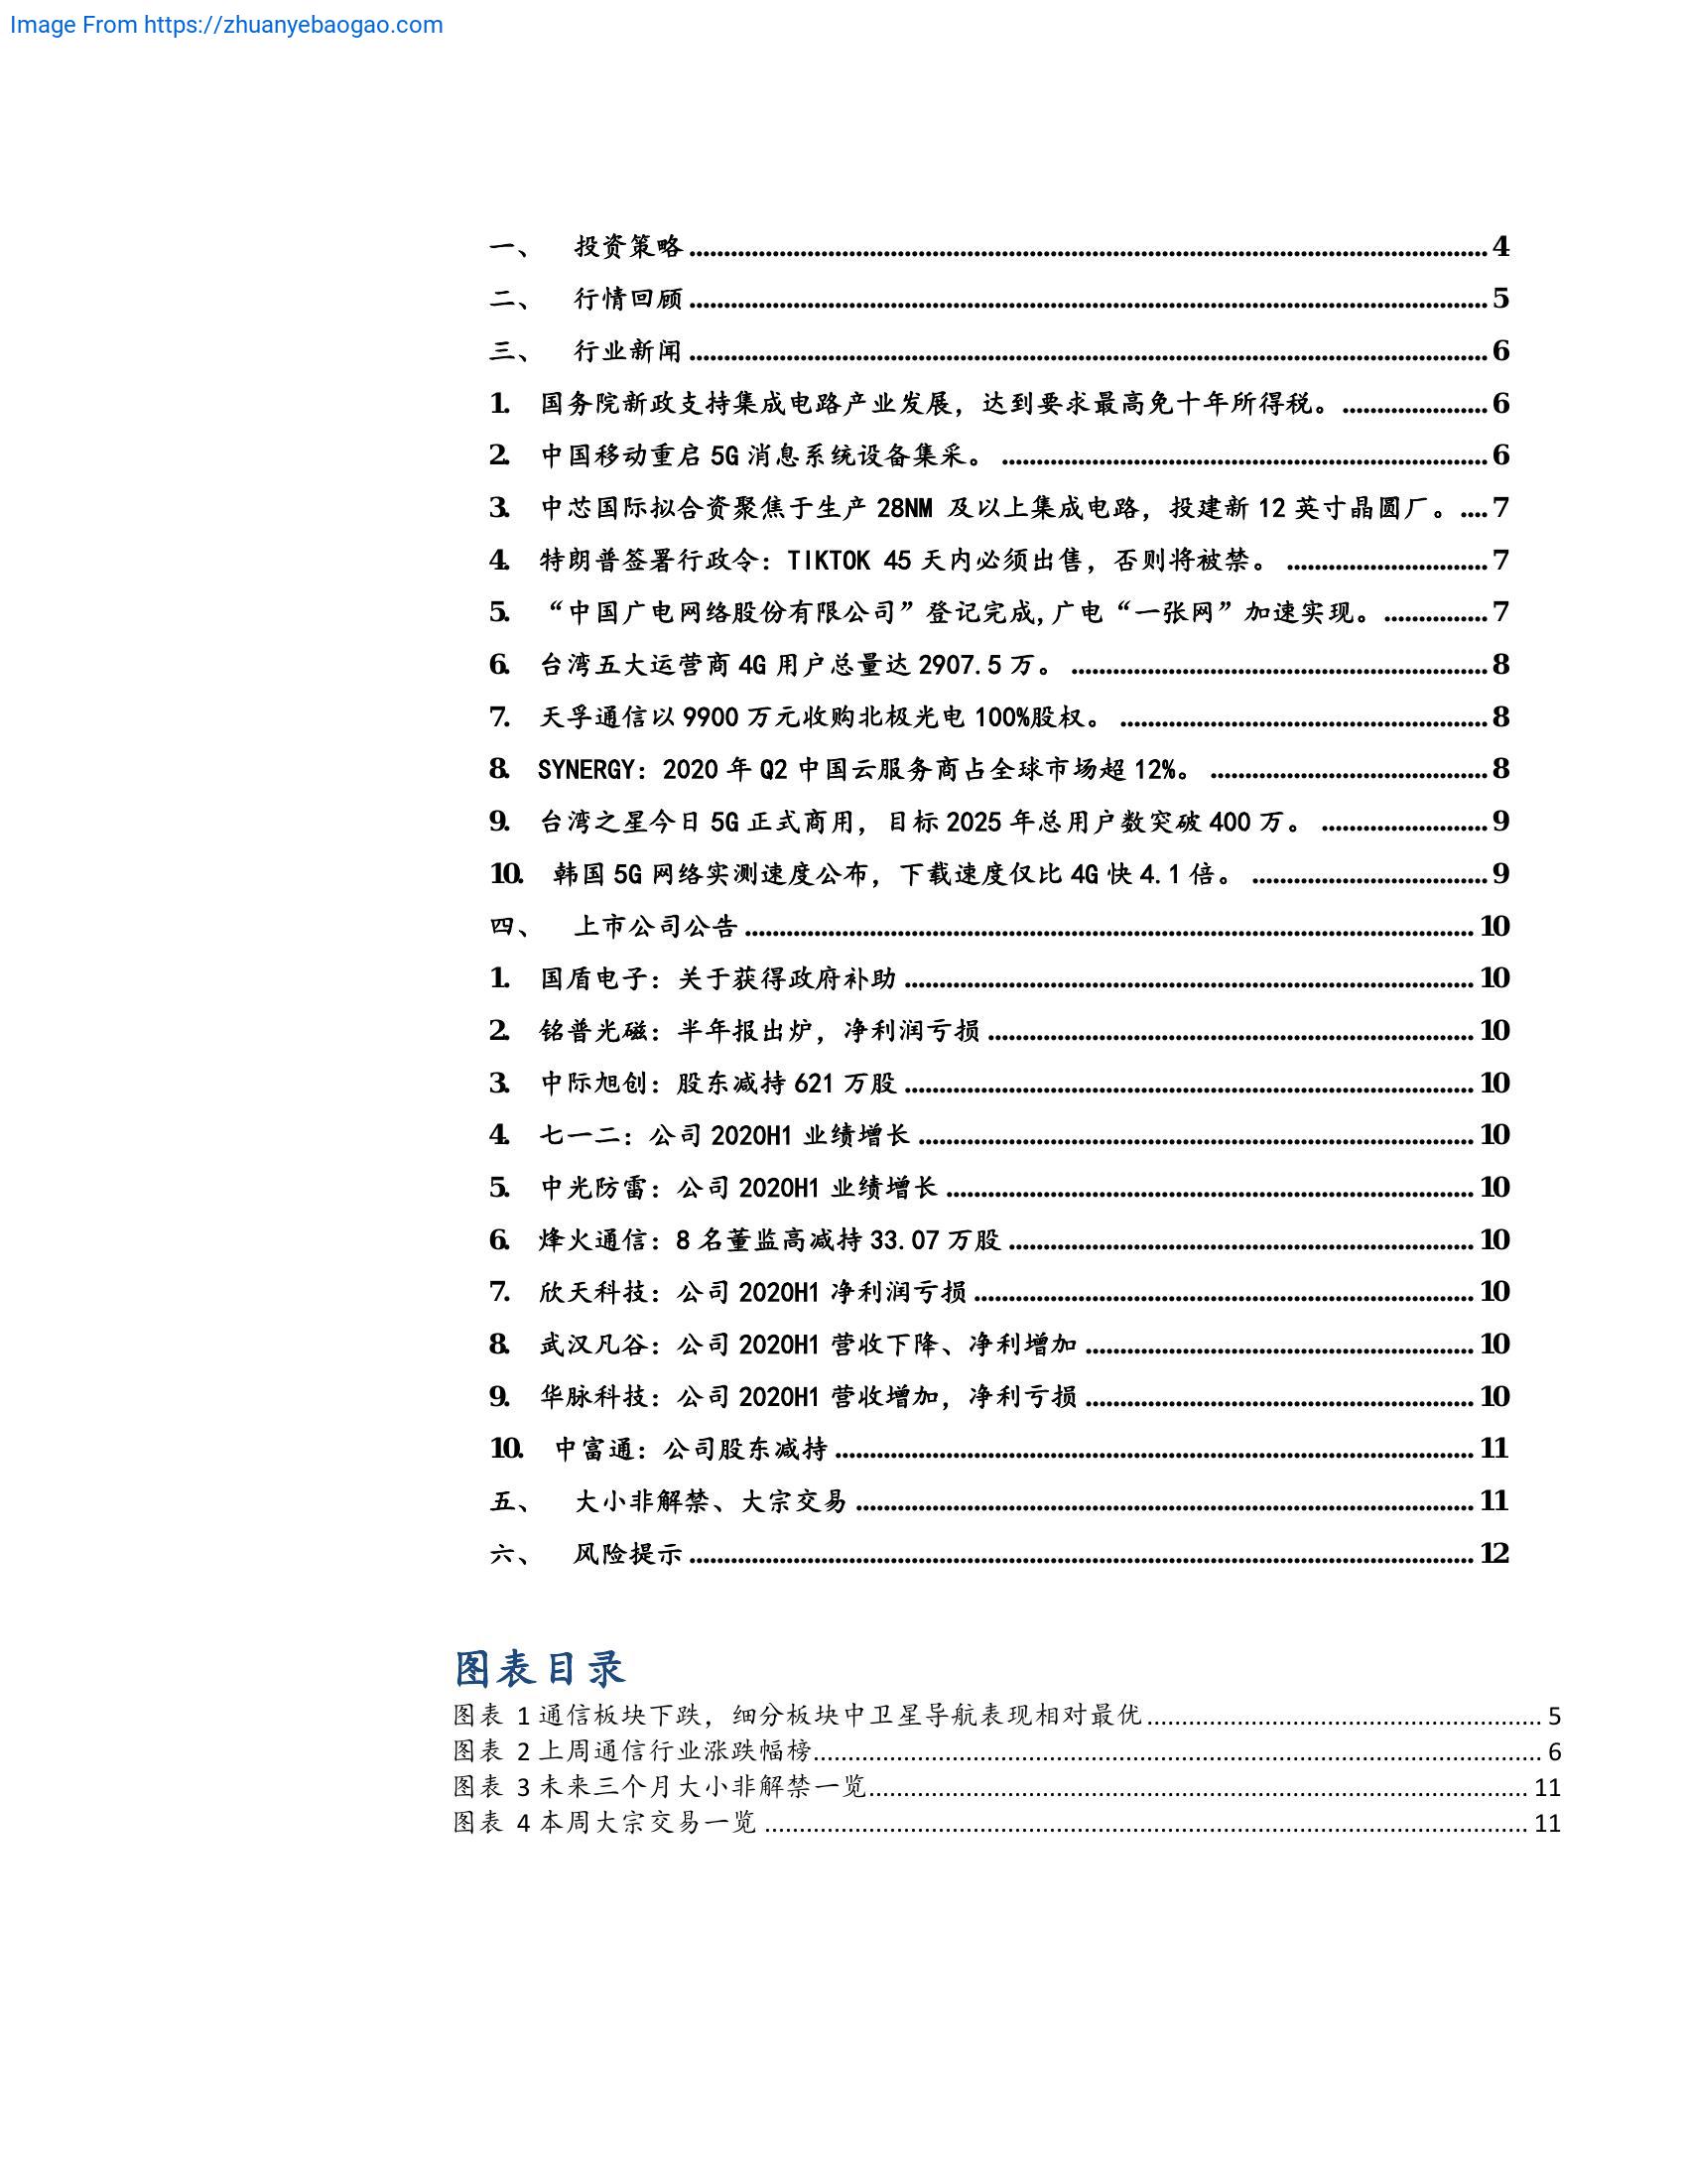 Image From https://zhuanyebaogao.com
一、 投资策略 4
二、 行情回顾 5
三、 行业新闻 6
1. 国务院新政支持集成电路产业发展，达到要求最高免十年所得税。 6
2. 中国移动重启 5G 消息系统设备集采。 6
3. 中芯国际拟合资聚焦于生产 28NM 及以上集成电路，投建新 12 英寸晶圆厂。 7
4. 特朗普签署行政令：TIKTOK 45 天内必须出售，否则将被禁。 7
5. “中国广电网络股份有限公司”登记完成,广电“一张网”加速实现。 7
6. 台湾五大运营商 4G 用户总量达 2907.5 万。 8
7. 天孚通信以 9900 万元收购北极光电 100%股权。 8
8. SYNERGY：2020 年 Q2 中国云服务商占全球市场超 12%。 8
9. 台湾之星今日 5G 正式商用，目标 2025 年总用户数突破 400 万。 9
10. 韩国 5G 网络实测速度公布，下载速度仅比 4G 快 4.1 倍。 9
四、 上市公司公告 10
1. 国盾电子：关于获得政府补助 10
2. 铭普光磁：半年报出炉，净利润亏损 10
3. 中际旭创：股东减持 621 万股 10
4. 七一二：公司 2020H1 业绩增长 10
5. 中光防雷：公司 2020H1 业绩增长 10
6. 烽火通信：8 名董监高减持 33.07 万股 10
7. 欣天科技：公司 2020H1 净利润亏损 10
8. 武汉凡谷：公司 2020H1 营收下降、净利增加 10
9. 华脉科技：公司 2020H1 营收增加，净利亏损 10
10. 中富通：公司股东减持 11
五、 大小非解禁、大宗交易 11
六、 风险提示 12
图表目录
图表 1 通信板块下跌，细分板块中卫星导航表现相对最优 5
图表 2 上周通信行业涨跌幅榜 6
图表 3 未来三个月大小非解禁一览 11
图表 4 本周大宗交易一览 11